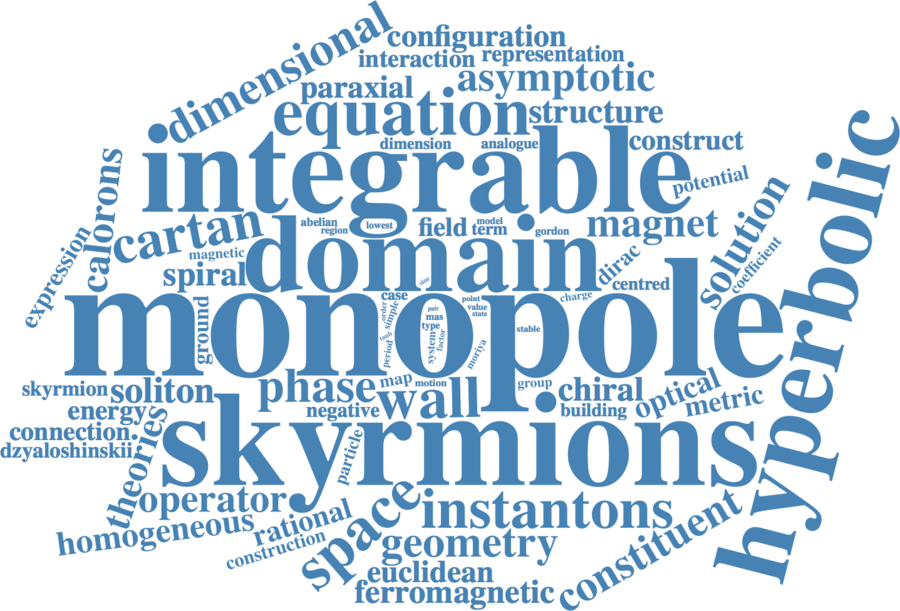 dimensional
configuration
interaction
representation
paraxial
asymptotic
equation
structure
dimension
analogue
construct
integrable
potential
calorons
cartan
abelian
region
lowest
field
model
term
gordon
magnet
solution
expression
magnetic
domain
dirac
coefficient
hyperbolic
spiral
centred
sine
monopole
ground
case
order
simple
pair
mas
type
point
value
state
charge
stable
taub
period
system
factor
moriya
skyrmion
soliton
phase
map
motion
group
chiral
optical
metric
energy
negative
wall
building
connection
dzyaloshinskii
theories
skyrmions
particle
operator
space
instantons
constituent
homogeneous
rational
construction
geometry
euclidean
ferromagnetic